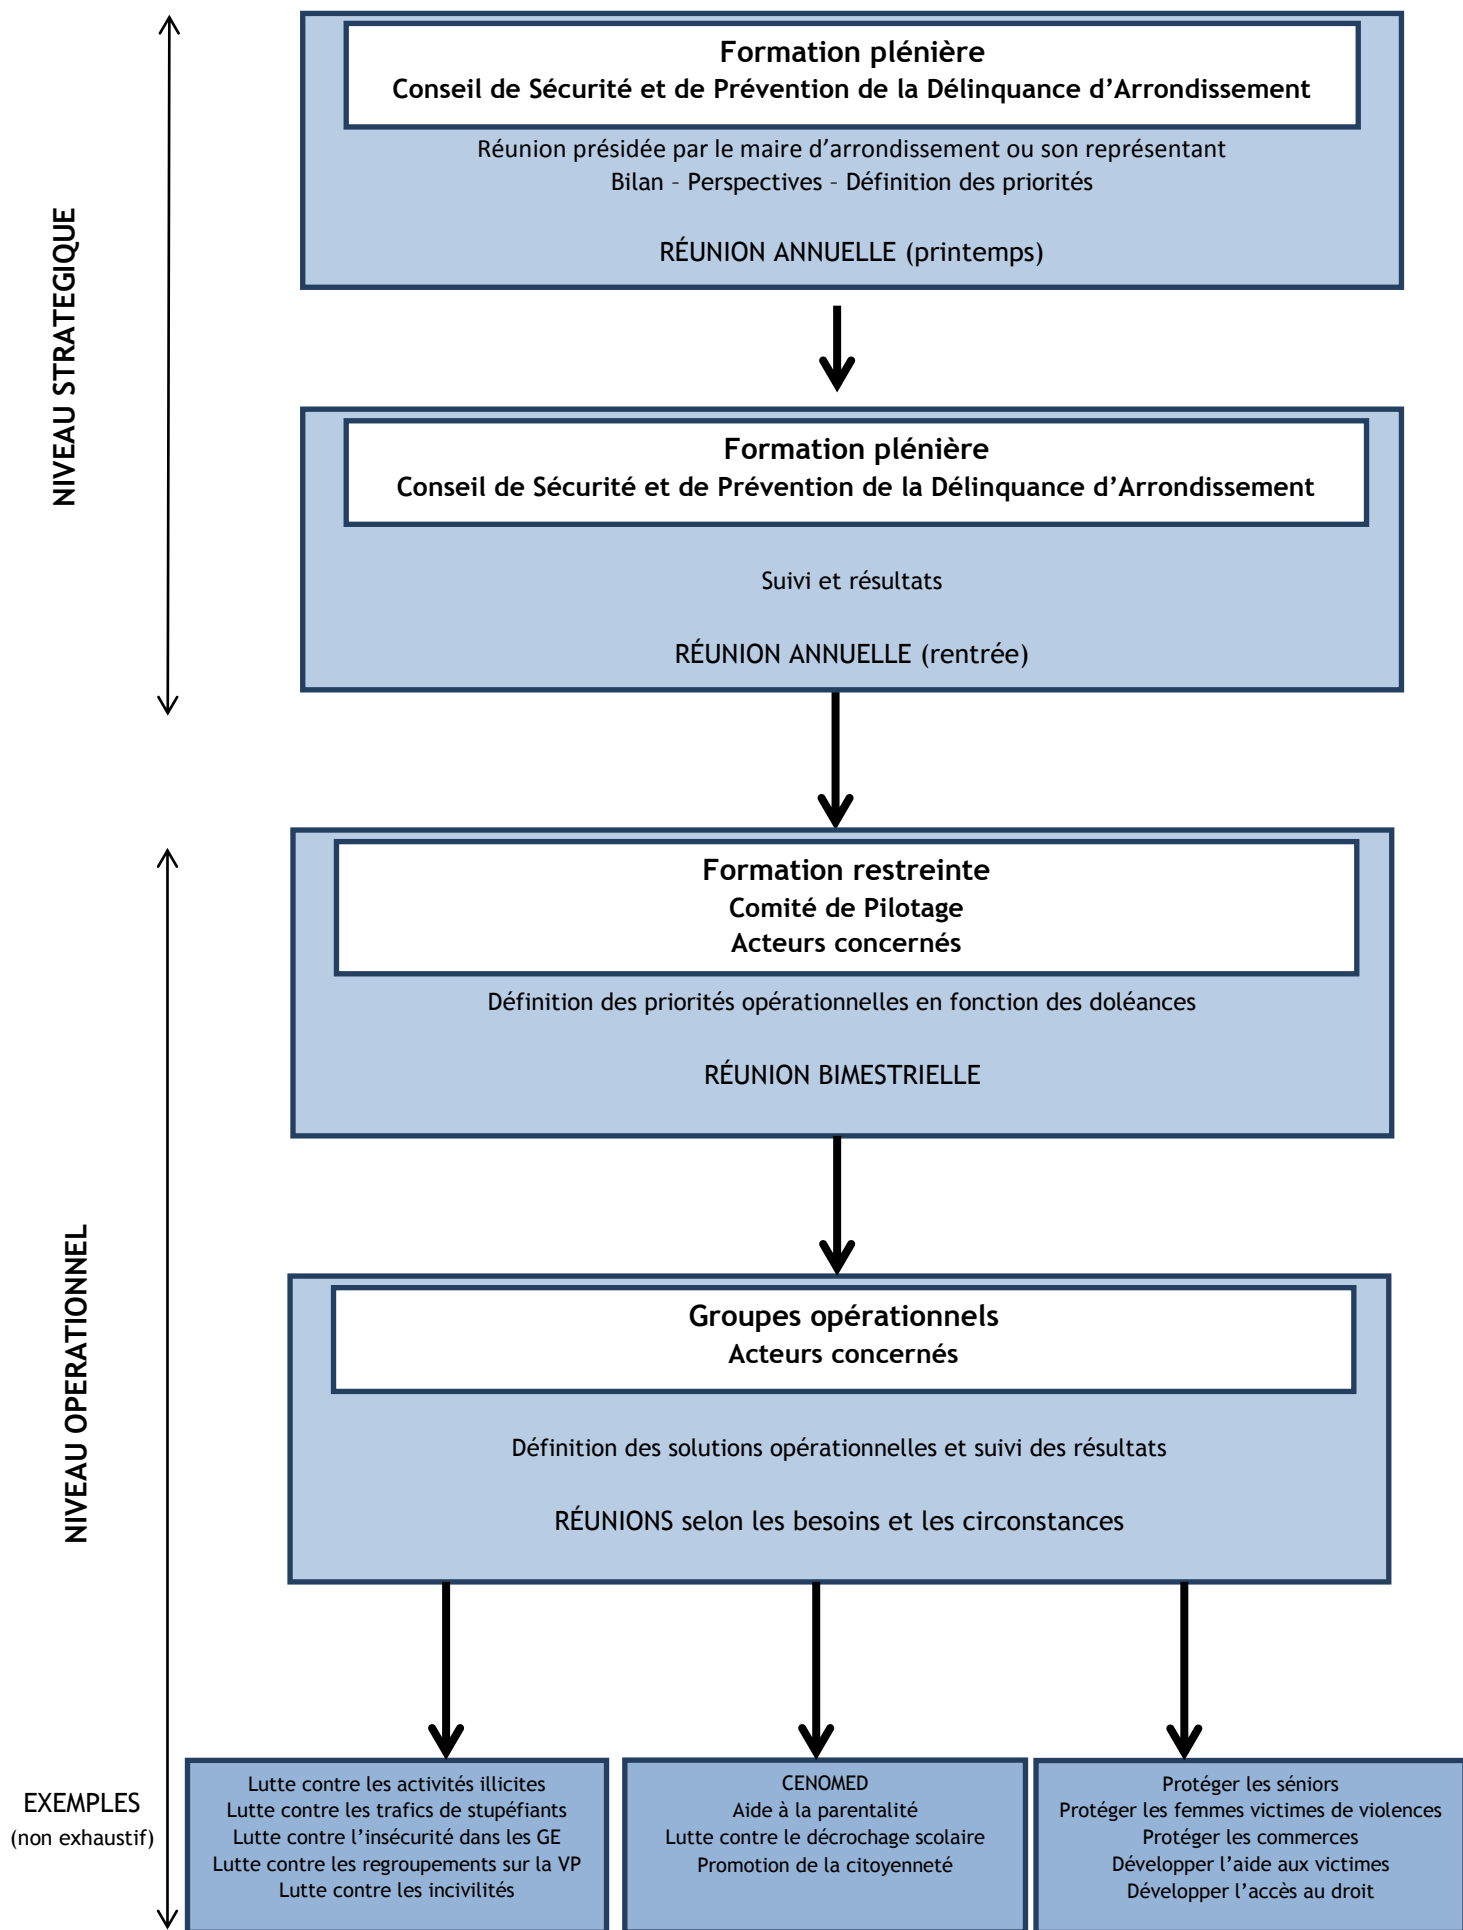 NIVEAU STRATEGIQUE
Formation plénière
Conseil de Sécurité et de Prévention de la Délinquance d’Arrondissement
Réunion présidée par le maire d’arrondissement ou son représentant
Bilan – Perspectives – Définition des priorités
RÉUNION ANNUELLE (printemps)
Formation plénière
Conseil de Sécurité et de Prévention de la Délinquance d’Arrondissement
Suivi et résultats
RÉUNION ANNUELLE (rentrée)
NIVEAU OPERATIONNEL
Formation restreinte
Comité de Pilotage
Acteurs concernés
Définition des priorités opérationnelles en fonction des doléances
RÉUNION BIMESTRIELLE
Groupes opérationnels
Acteurs concernés
Définition des solutions opérationnelles et suivi des résultats
RÉUNIONS selon les besoins et les circonstances
EXEMPLES
(non exhaustif)
Lutte contre les activités illicites
Lutte contre les trafics de stupéfiants
Lutte contre l’insécurité dans les GE
Lutte contre les regroupements sur la VP
Lutte contre les incivilités
CENOMED
Aide à la parentalité
Lutte contre le décrochage scolaire
Promotion de la citoyenneté
Protéger les séniors
Protéger les femmes victimes de violences
Protéger les commerces
Développer l’aide aux victimes
Développer l’accès au droit